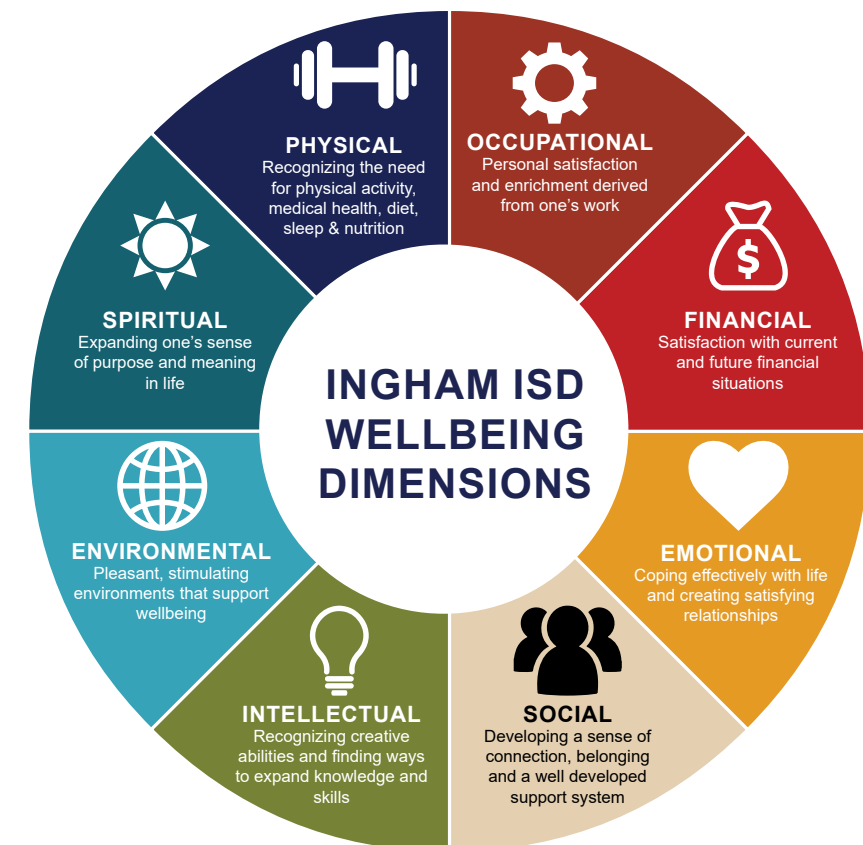 PHYSICAL
Recognizing the need
for physical activity,
medical health, diet,
sleep & nutrition
OCCUPATIONAL
Personal satisfaction
and enrichment derived
from one's work
$
FINANCIAL
Satisfaction with current
and future financial
situations
EMOTIONAL
Coping effectively with life
and creating satisfying
relationships
SOCIAL
Developing a sense of
connection, belonging
and a well developed
support system
INTELLECTUAL
Recognizing creative
abilities and finding ways
to expand knowledge and
skills
ENVIRONMENTAL
Pleasant, stimulating
environments that support
wellbeing
SPIRITUAL
Expanding one's sense
of purpose and meaning
in life
INGHAM ISD
WELLBEING
DIMENSIONS